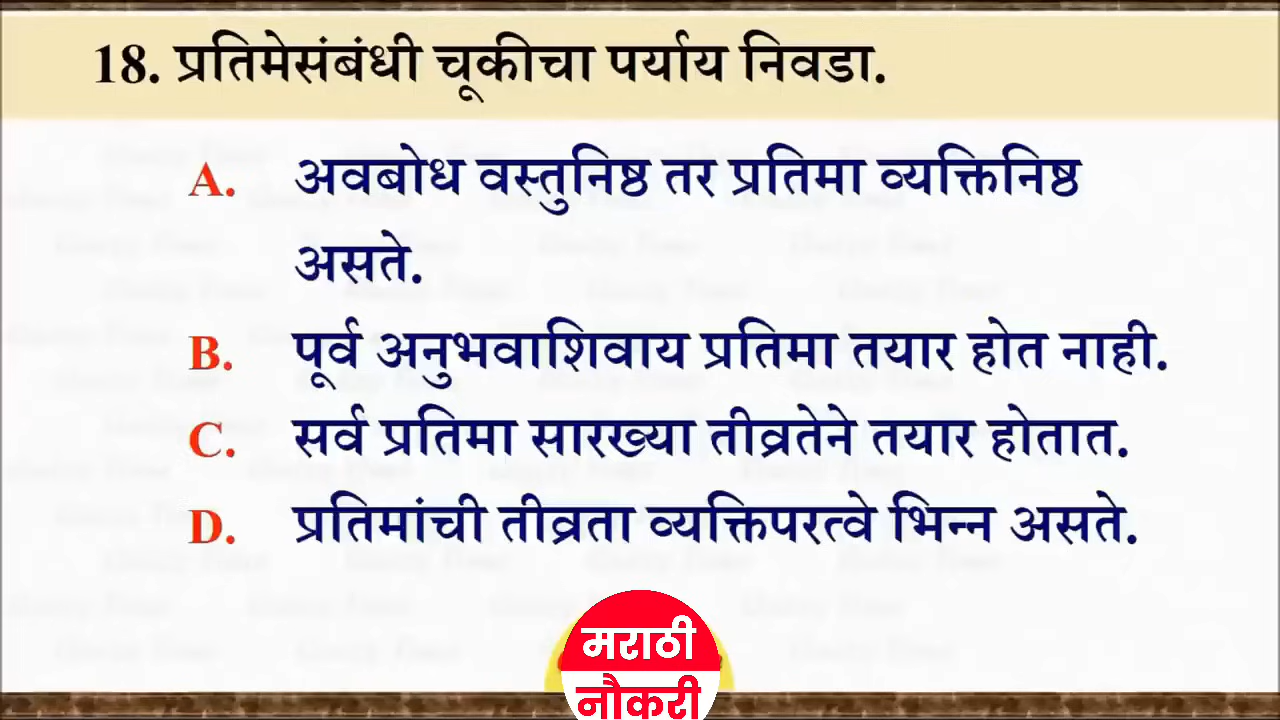 18. प्रतिमेसंबंधी चूकीचा पर्याय निवडा.
A. अवबोध वस्तुनिष्ठ तर प्रतिमा व्यक्तिनिष्ठ
असते.
B. पूर्व अनुभवाशिवाय प्रतिमा तयार होत नाही.
C. सर्व प्रतिमा सारख्या तीव्रतेने तयार होतात.
D. प्रतिमांची तीव्रता व्यक्तिपरत्वे भिन्न असते.
मराठी
नौकरी